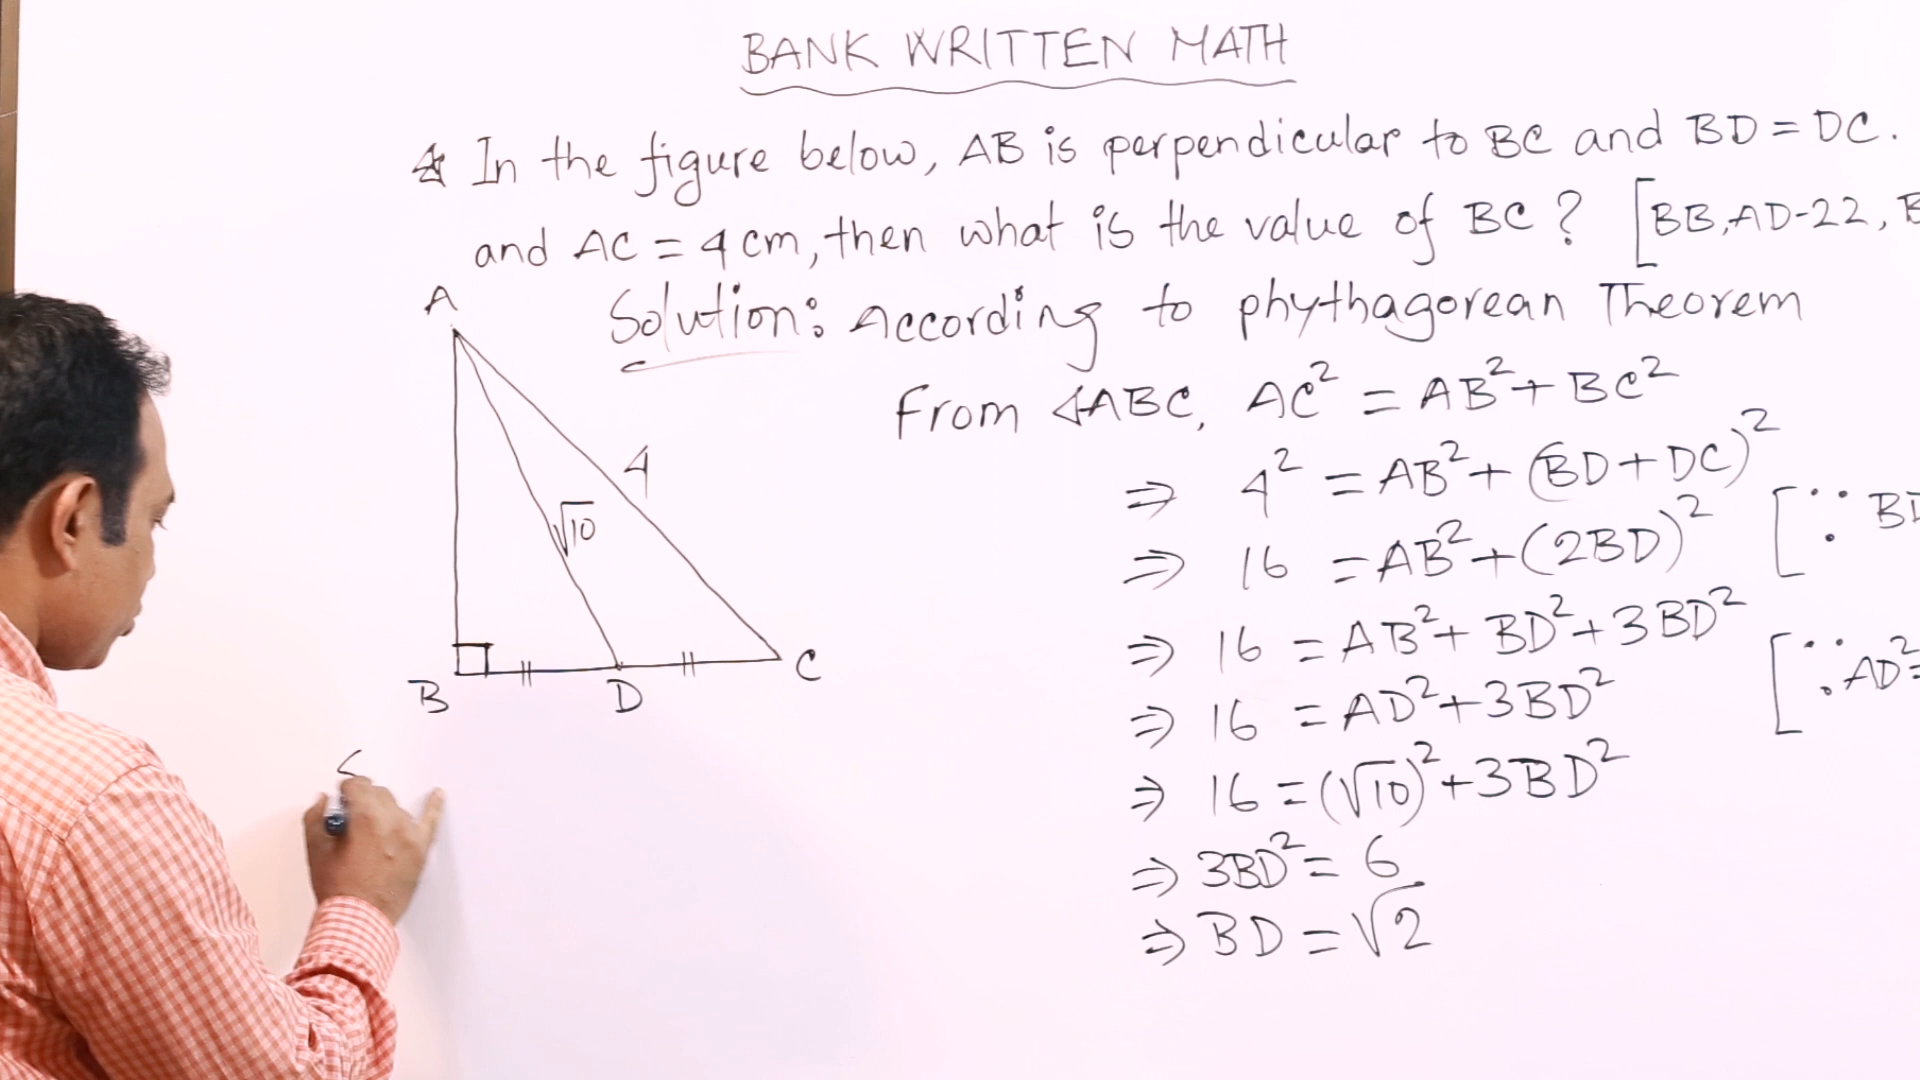 BANK WRITTEN MATH
In the figure below, AB is perpendicular to BC and BD = DC.
and AC = 4 cm, then what is the value of BC? [BB, AD-22, B
A
Solution: According to phythagorean Theorem
From ∆ABC, AC² = AB² + BC²
4
⇒ 4² = AB² + (BD + DC)²
√10
⇒ 16 = AB² + (2BD)² [∵ BD
⇒ 16 = AB² + BD² + 3BD²
B D C
⇒ 16 = AD² + 3BD² [∵ AD² =
⇒ 16 = (√10)² + 3BD²
⇒ 3BD² = 6
⇒ BD = √2